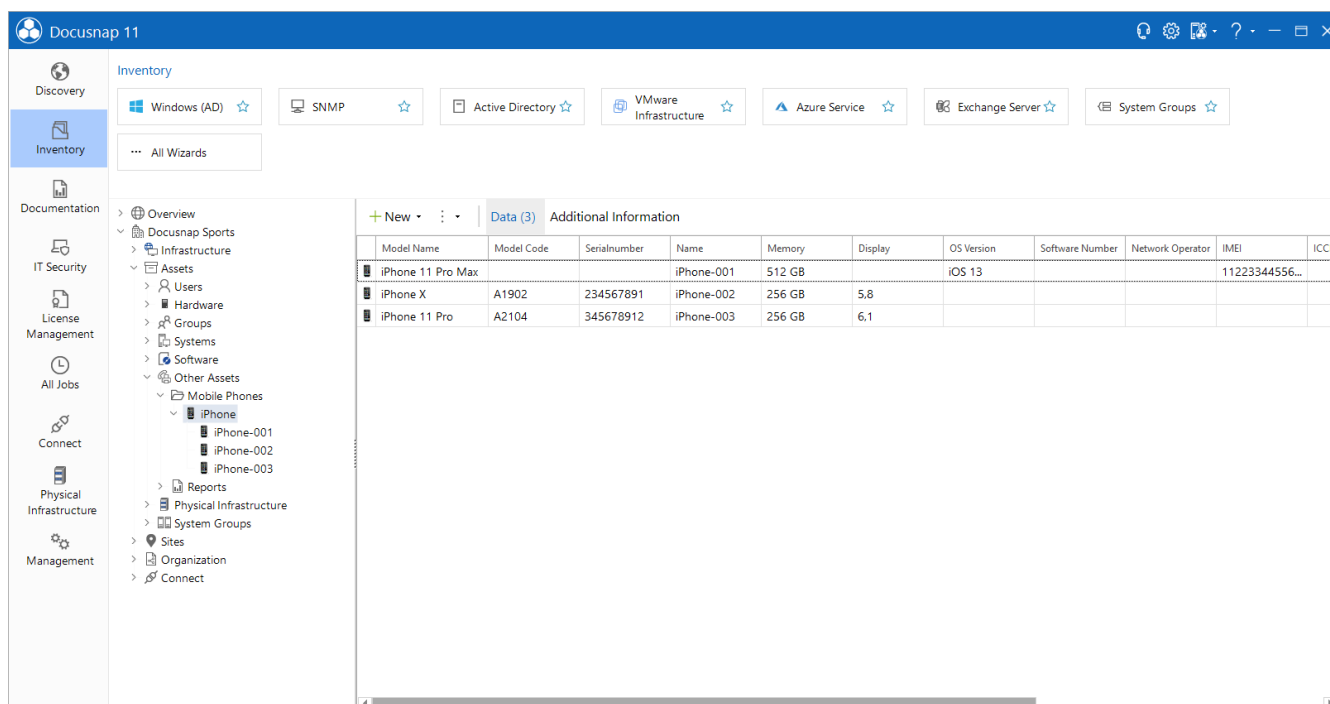 Docusnap 11
Discovery
Inventory
Documentation
IT Security
License
Management
All Jobs
Connect
Physical
Infrastructure
Management
Inventory
Windows (AD)
SNMP
Active Directory
VMware
Infrastructure
Azure Service
Exchange Server
System Groups
All Wizards
Overview
Docusnap Sports
Infrastructure
Assets
Users
Hardware
Groups
Systems
Software
Other Assets
Mobile Phones
iPhone
iPhone-001
iPhone-002
iPhone-003
Reports
Physical Infrastructure
System Groups
Sites
Organization
Connect
New Data (3) Additional Information
Model Name Model Code Serialnumber Name Memory Display OS Version Software Number Network Operator IMEI ICC
iPhone 11 Pro Max iPhone-001 512 GB iOS 13 11223344556...
iPhone X A1902 234567891 iPhone-002 256 GB 5,8
iPhone 11 Pro A2104 345678912 iPhone-003 256 GB 6,1